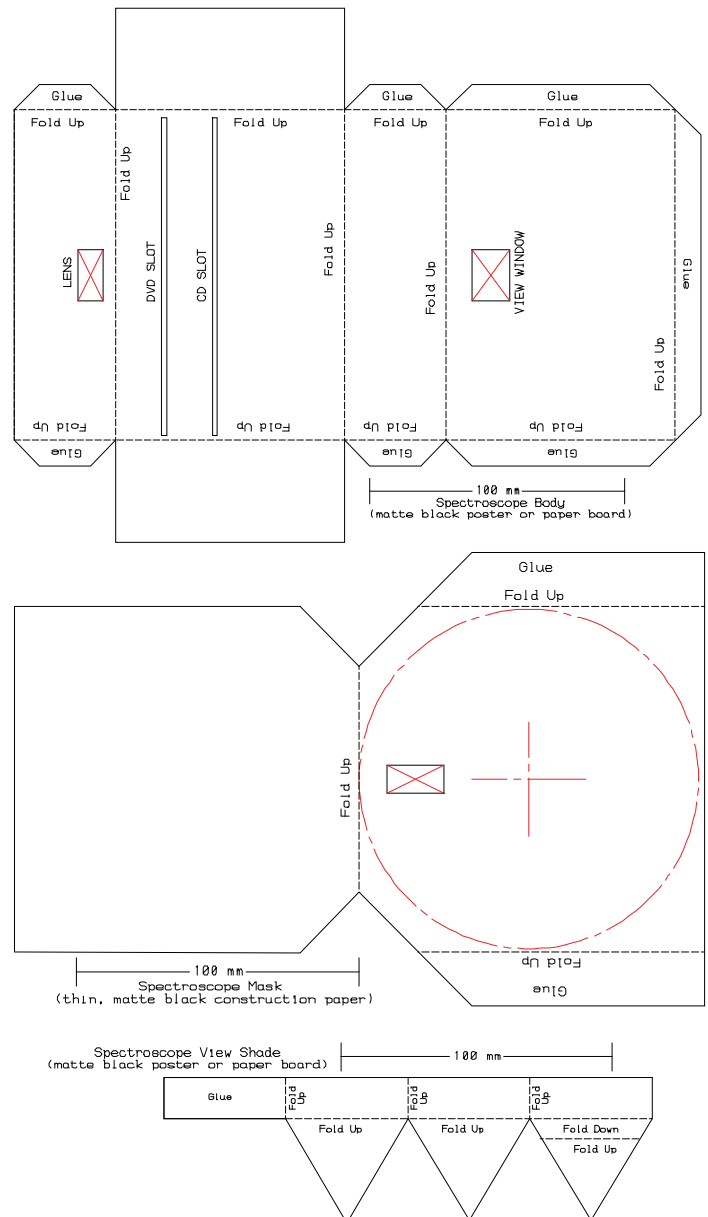 Glue
Glue
Glue
Fold Up
Fold Up
Fold Up
Fold Up
Fold Up
LENS
DVD SLOT
CD SLOT
Fold Up
Fold Up
VIEW WINDOW
Glue
Fold Up
Fold Up
Fold Up
Fold Up
Fold Up
Glue
Glue
Glue
100 mm
Spectroscope Body
(matte black poster or paper board)
Glue
Fold Up
Fold Up
Fold Up
Glue
100 mm
Spectroscope Mask
(thin, matte black construction paper)
Spectroscope View Shade
(matte black poster or paper board)
100 mm
Glue
Fold Up
Fold Up
Fold Up
Fold Up
Fold Up
Fold Down
Fold Up